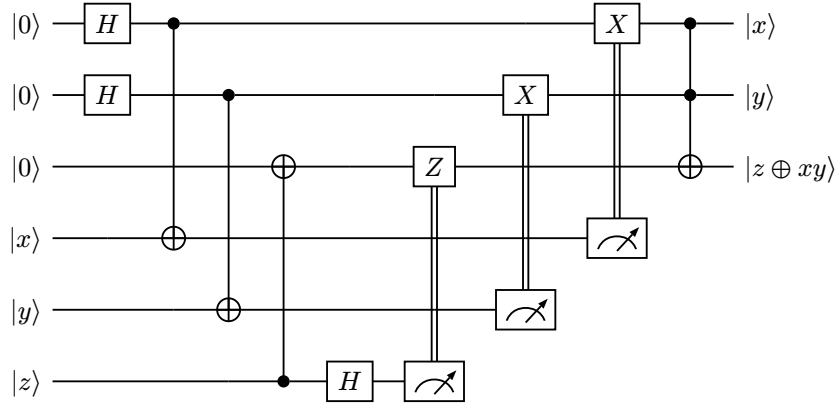 |0⟩ H X |x⟩
|0⟩ H X |y⟩
|0⟩ Z |z ⊕ xy⟩
|x⟩
|y⟩
|z⟩ H